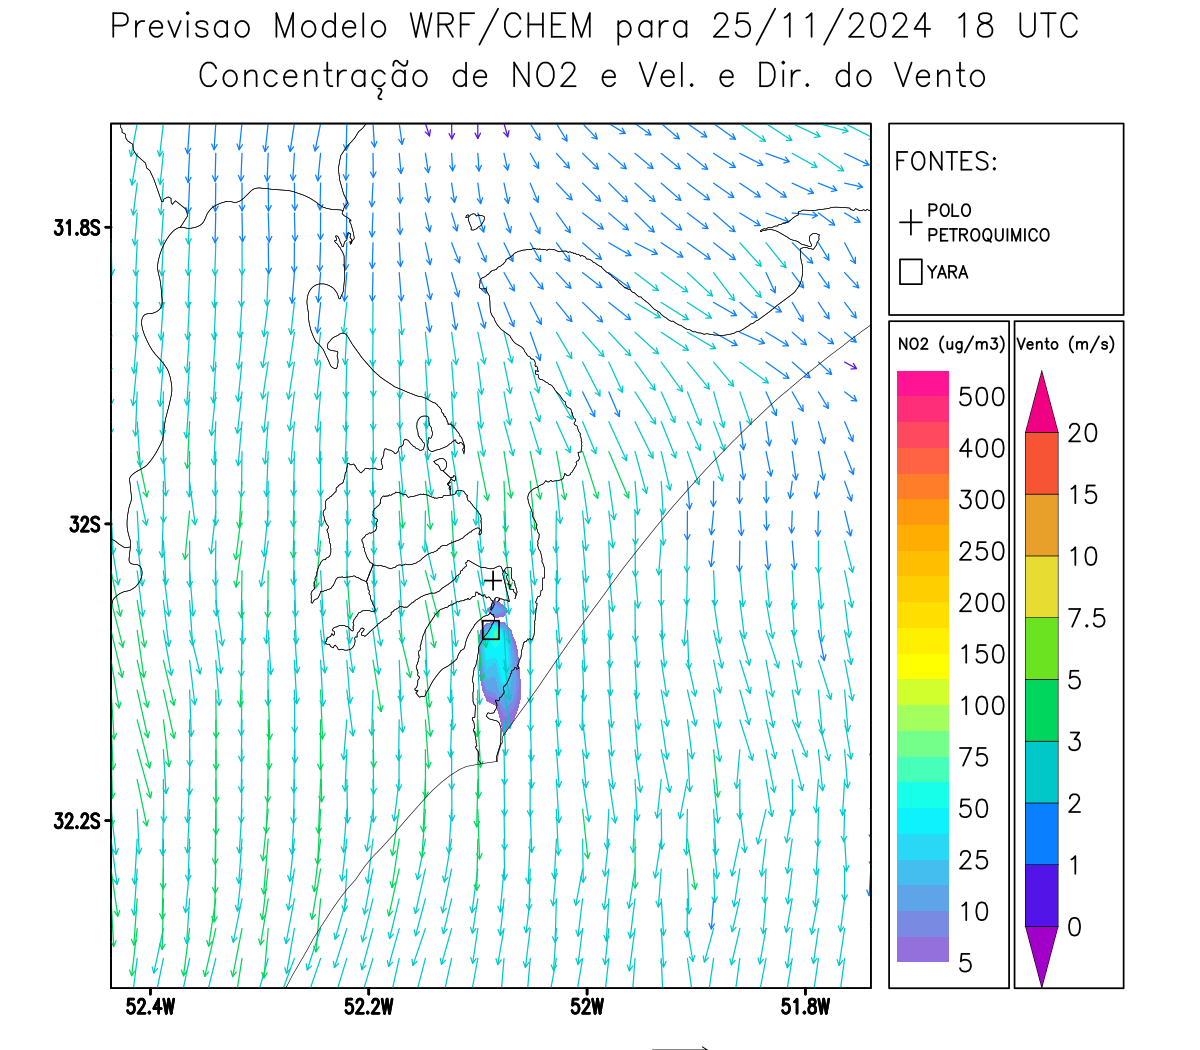 Previsao Modelo WRF/CHEM para 25/11/2024 18 UTC
Concentração de NO2 e Vel. e Dir. do Vento
FONTES:
POLO
PETROQUIMICO
YARA
NO2 (ug/m3)
500
400
300
250
200
150
100
75
50
25
10
5
Vento (m/s)
20
15
10
7.5
5
3
2
1
0
31.8S
32S
32.2S
52.4W
52.2W
52W
51.8W